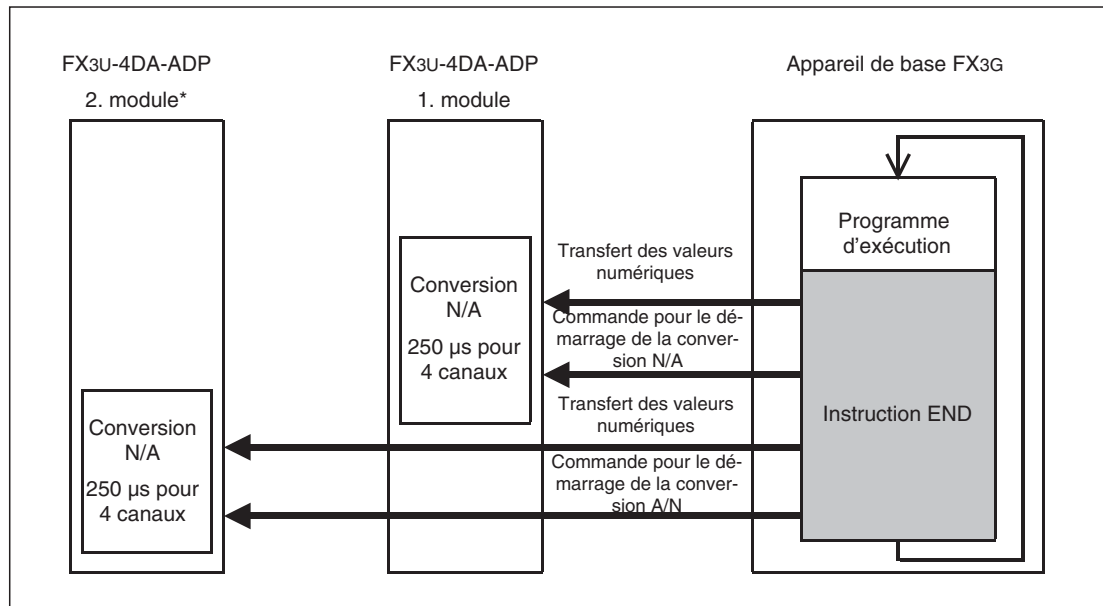 FX3U-4DA-ADP
2. module*
FX3U-4DA-ADP
1. module
Appareil de base FX3G
Programme
d'exécution
Instruction END
Transfert des valeurs
numériques
Commande pour le dé-
marrage de la conver-
sion N/A
Transfert des valeurs
numériques
Commande pour le dé-
marrage de la conver-
sion A/N
Conversion
N/A
250 µs pour
4 canaux
Conversion
N/A
250 µs pour
4 canaux